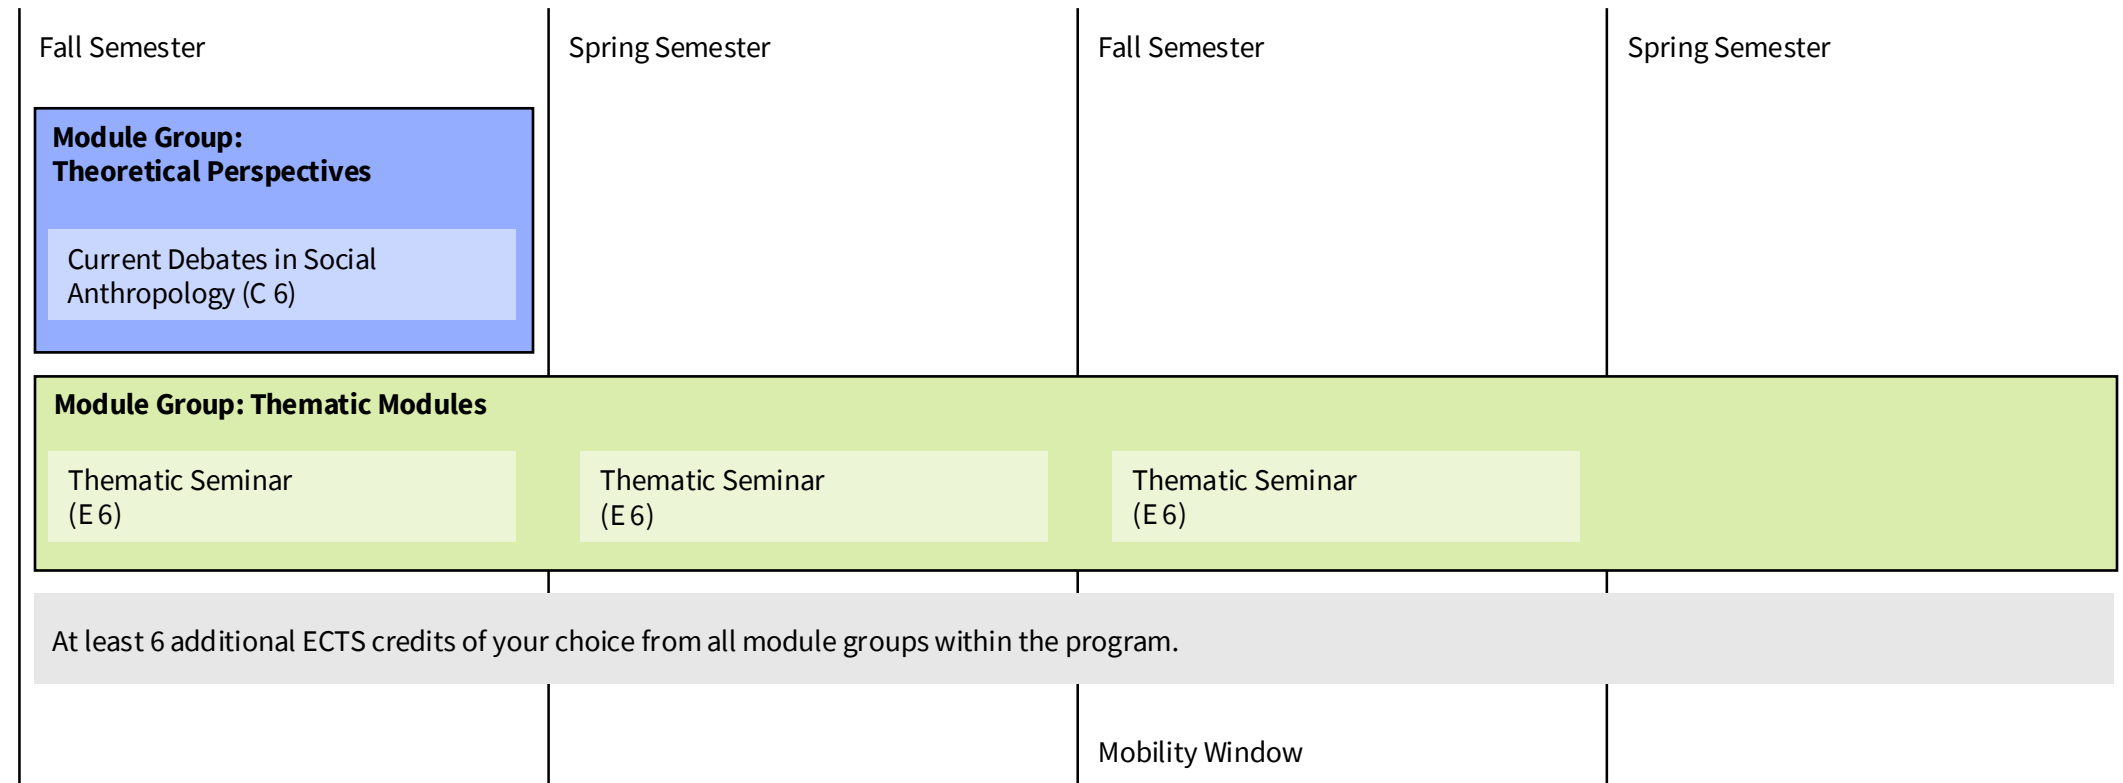 Fall Semester
Spring Semester
Fall Semester
Spring Semester
Module Group:
Theoretical Perspectives
Current Debates in Social
Anthropology (C 6)
Module Group: Thematic Modules
Thematic Seminar
(E 6)
Thematic Seminar
(E 6)
Thematic Seminar
(E 6)
At least 6 additional ECTS credits of your choice from all module groups within the program.
Mobility Window